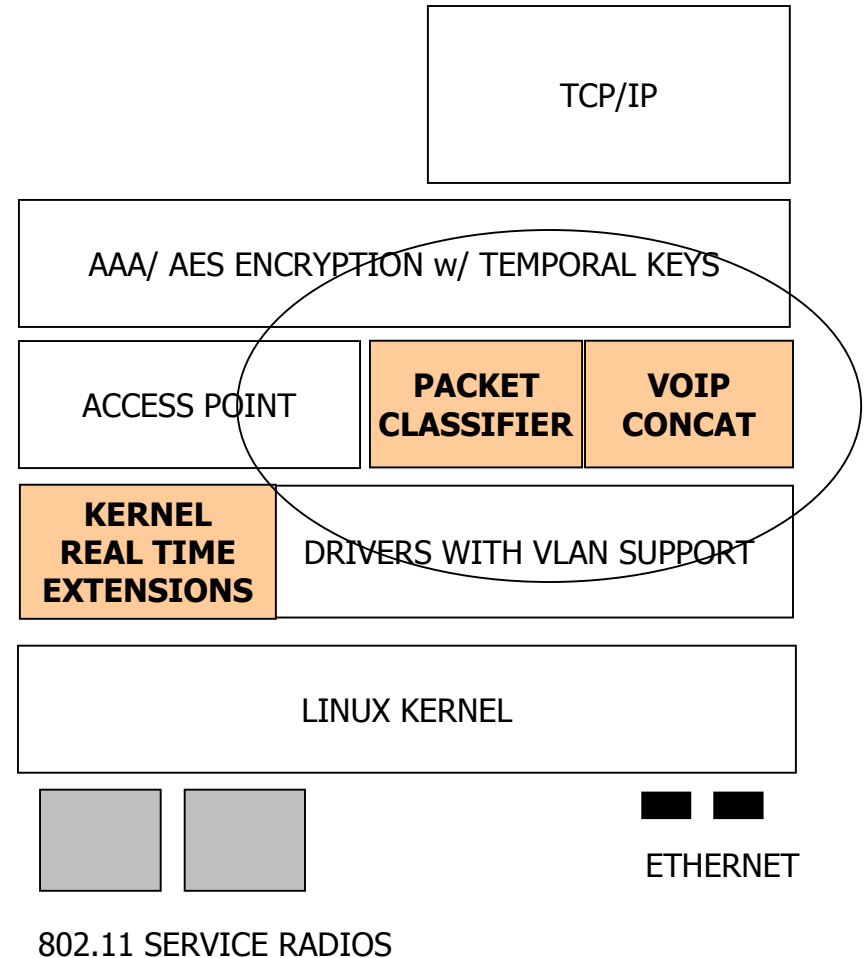 TCP/IP
AAA/ AES ENCRYPTION w/ TEMPORAL KEYS
ACCESS POINT
PACKET
CLASSIFIER
VOIP
CONCAT
KERNEL
REAL TIME
EXTENSIONS
DRIVERS WITH VLAN SUPPORT
LINUX KERNEL
ETHERNET
802.11 SERVICE RADIOS